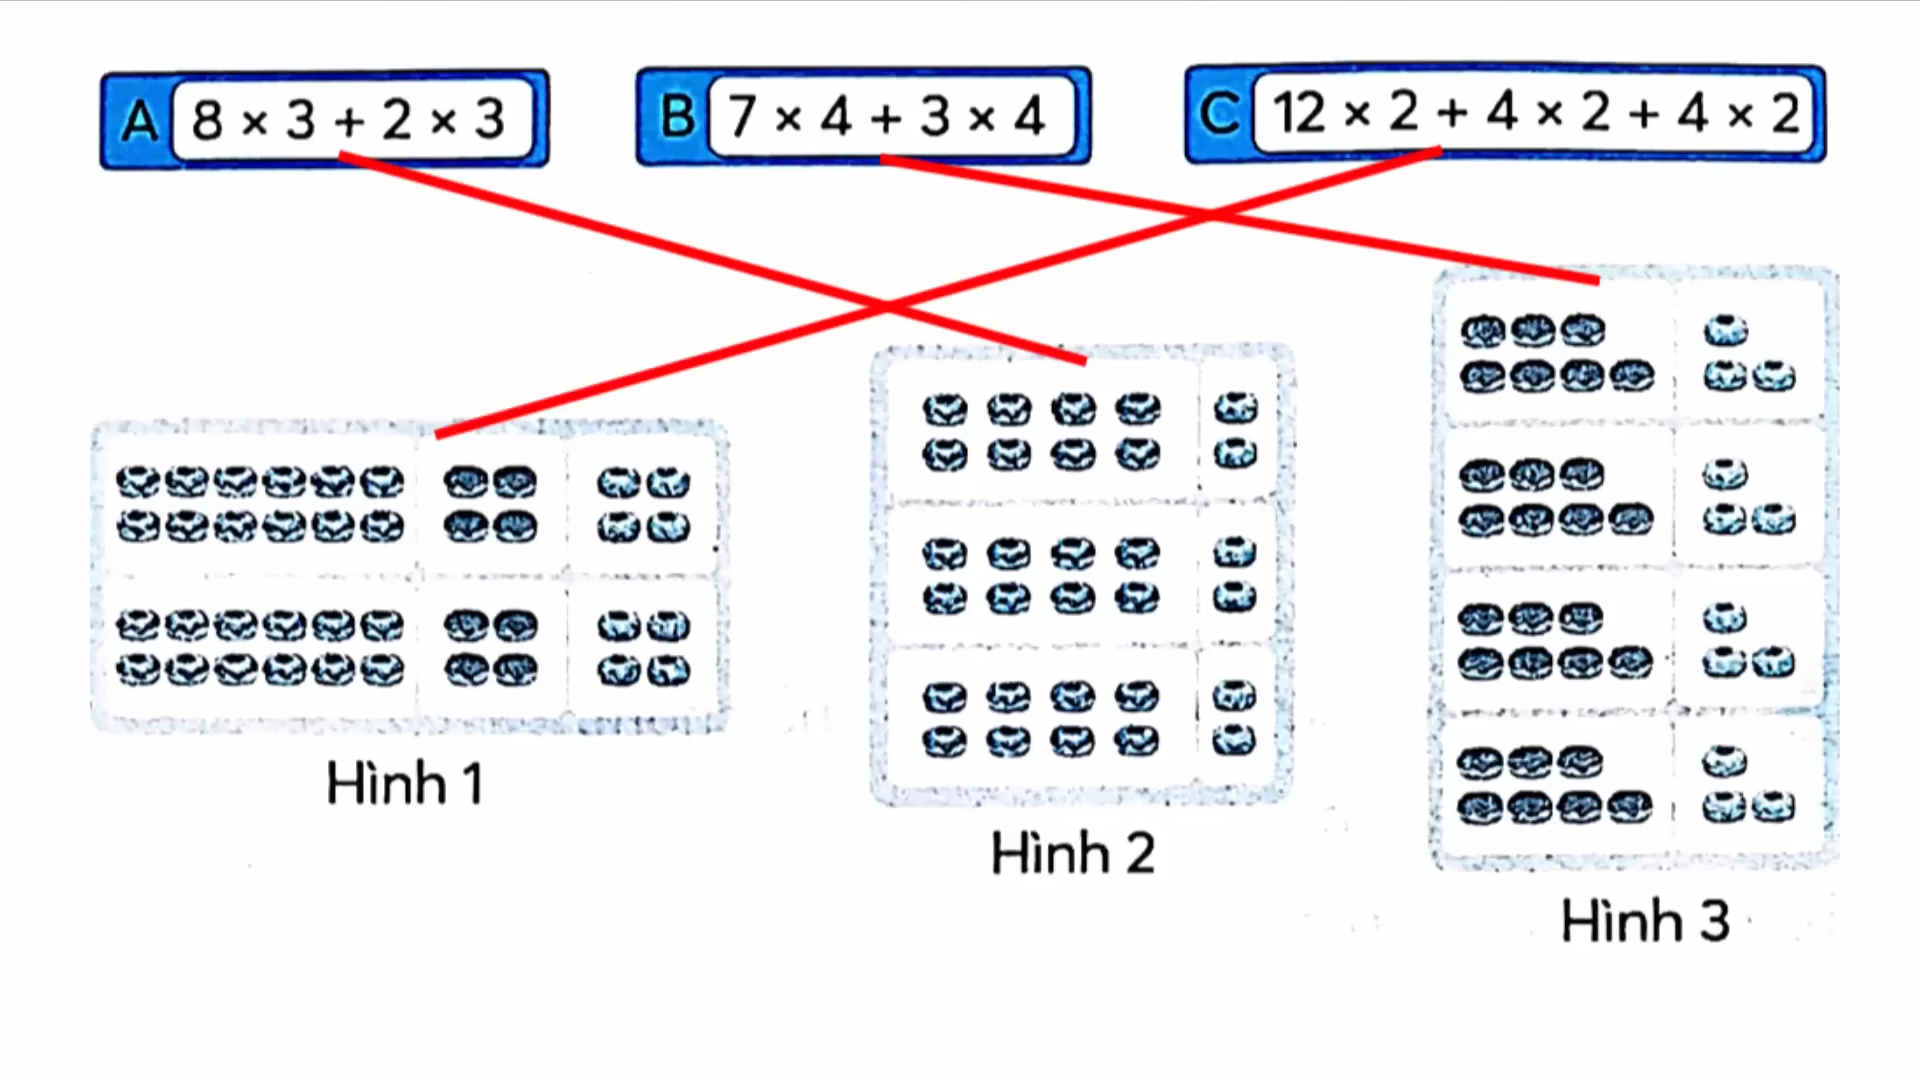 A 8 × 3 + 2 × 3
B 7 × 4 + 3 × 4
C 12 × 2 + 4 × 2 + 4 × 2
Hình 1
Hình 2
Hình 3